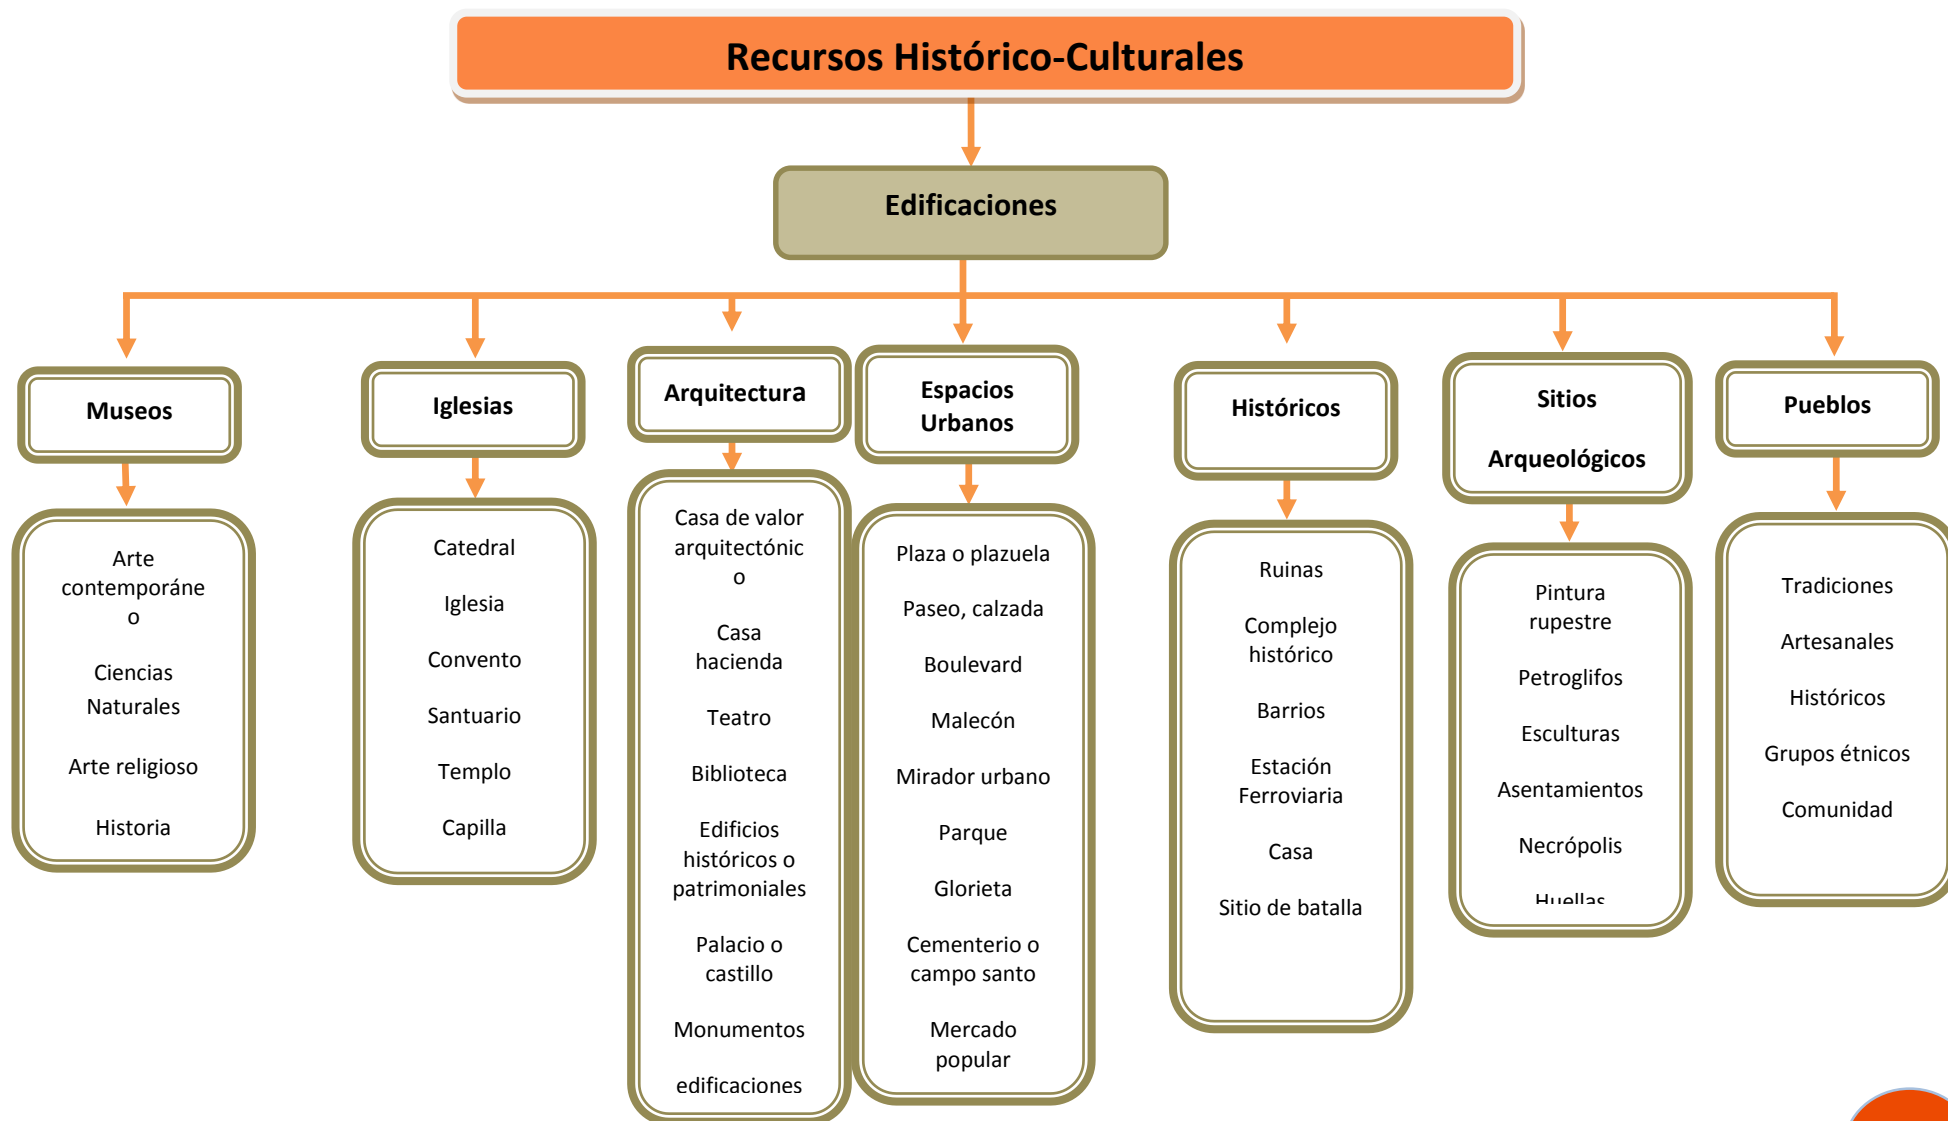 Recursos Histórico-Culturales
Edificaciones
Museos
Arte
contemporáne
o
Ciencias
Naturales
Arte religioso
Historia
Iglesias
Catedral
Iglesia
Convento
Santuario
Templo
Capilla
Arquitectura
Casa de valor
arquitectónic
o
Casa
hacienda
Teatro
Biblioteca
Edificios
históricos o
patrimoniales
Palacio o
castillo
Monumentos
edificaciones
Espacios
Urbanos
Plaza o plazuela
Paseo, calzada
Boulevard
Malecón
Mirador urbano
Parque
Glorieta
Cementerio o
campo santo
Mercado
popular
Históricos
Ruinas
Complejo
histórico
Barrios
Estación
Ferroviaria
Casa
Sitio de batalla
Sitios
Arqueológicos
Pintura
rupestre
Petroglifos
Esculturas
Asentamientos
Necrópolis
Huellas
Pueblos
Tradiciones
Artesanales
Históricos
Grupos étnicos
Comunidad